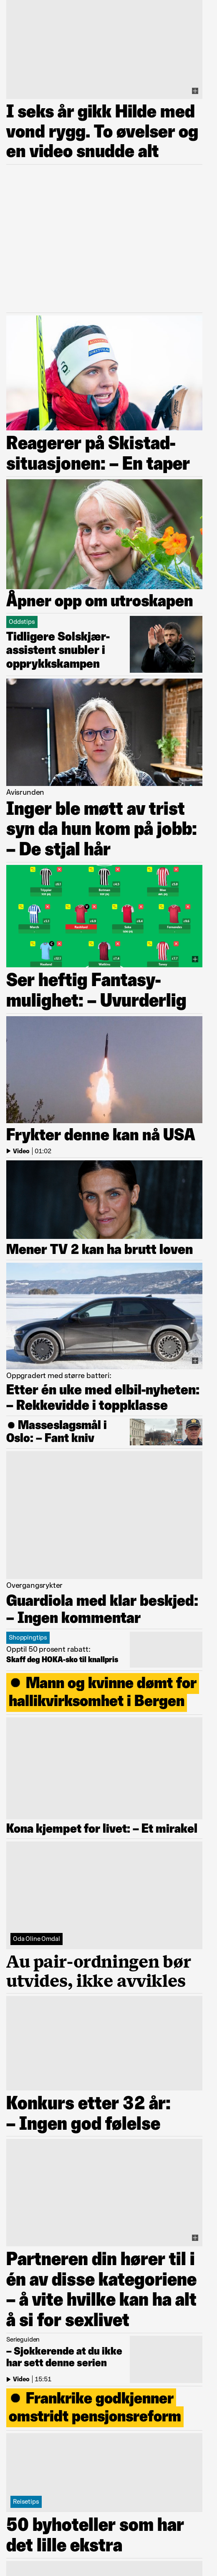 I seks år gikk Hilde med
vond rygg. To øvelser og
en video snudde alt
Reagerer på Skistad-
situasjonen: – En taper
Åpner opp om utroskapen
Oddstips
Tidligere Solskjær-
assistent snubler i
opprykkskampen
Avisrunden
Inger ble møtt av trist
syn da hun kom på jobb:
– De stjal hår
Ser heftig Fantasy-
mulighet: – Uvurderlig
Frykter denne kan nå USA
Video | 01:02
Mener TV 2 kan ha brutt loven
Oppgradert med større batteri:
Etter én uke med elbil-nyheten:
– Rekkevidde i toppklasse
Masseslagsmål i
Oslo: – Fant kniv
Overgangsrykter
Guardiola med klar beskjed:
– Ingen kommentar
Shoppingtips
Opptil 50 prosent rabatt:
Skaff deg HOKA-sko til knallpris
Mann og kvinne dømt for
hallikvirksomhet i Bergen
Kona kjempet for livet: – Et mirakel
Oda Oline Omdal
Au pair-ordningen bør
utvides, ikke avvikles
Konkurs etter 32 år:
– Ingen god følelse
Partneren din hører til i
én av disse kategoriene
– å vite hvilke kan ha alt
å si for sexlivet
Serieguiden
– Sjokkerende at du ikke
har sett denne serien
Video | 15:51
Frankrike godkjenner
omstridt pensjonsreform
Reisetips
50 byhoteller som har
det lille ekstra